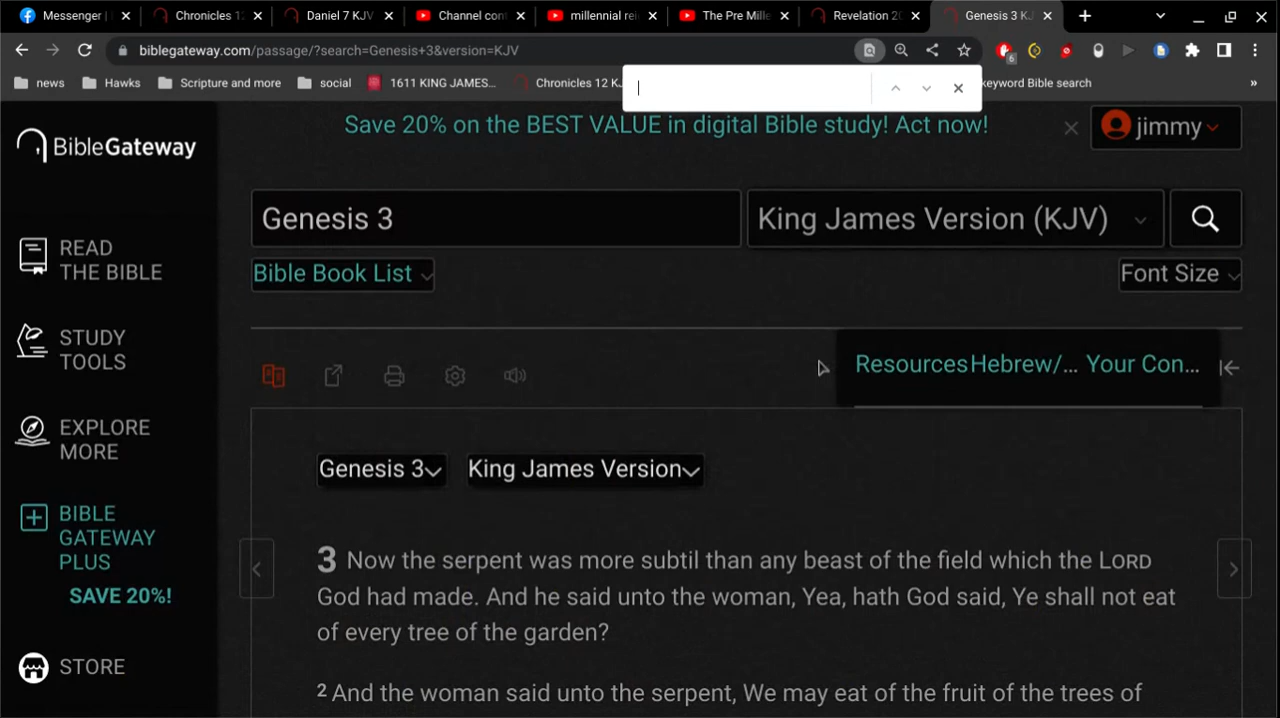 Messenger |
Chronicles 12
Daniel 7 KJV
Channel con
millennial re
The Pre Mille
Revelation 20
Genesis 3 KJ
biblegateway.com/passage/?search=Genesis+3&version=KJV
6
news
Hawks
Scripture and more
social
1611 KING JAMES...
Chronicles 12 KJ
keyword Bible search
»
Save 20% on the BEST VALUE in digital Bible study! Act now!
jimmy
BibleGateway
Genesis 3
King James Version (KJV)
Bible Book List
Font Size
READ
THE BIBLE
STUDY
TOOLS
EXPLORE
MORE
BIBLE
GATEWAY
PLUS
SAVE 20%!
STORE
Resources
Hebrew/...
Your Con...
Genesis 3
King James Version
3 Now the serpent was more subtil than any beast of the field which the LORD
God had made. And he said unto the woman, Yea, hath God said, Ye shall not eat
of every tree of the garden?
2 And the woman said unto the serpent, We may eat of the fruit of the trees of